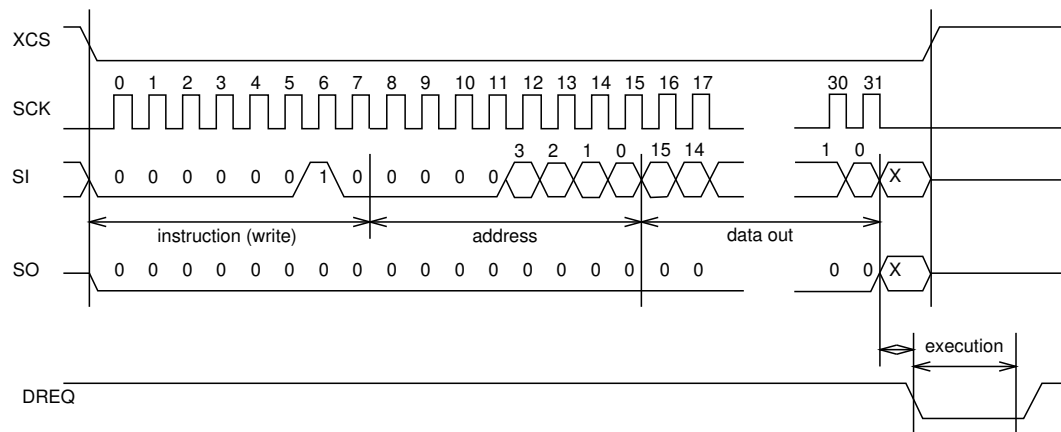 XCS
0 1 2 3 4 5 6 7 8 9 10 11 12 13 14 15 16 17 30 31
SCK
3 2 1 0 15 14 1 0
SI 0 0 0 0 0 0 1 0 0 0 0 0 X
instruction (write) address data out
SO 0 0 0 0 0 0 0 0 0 0 0 0 0 0 0 0 0 0 0 0 X
execution
DREQ